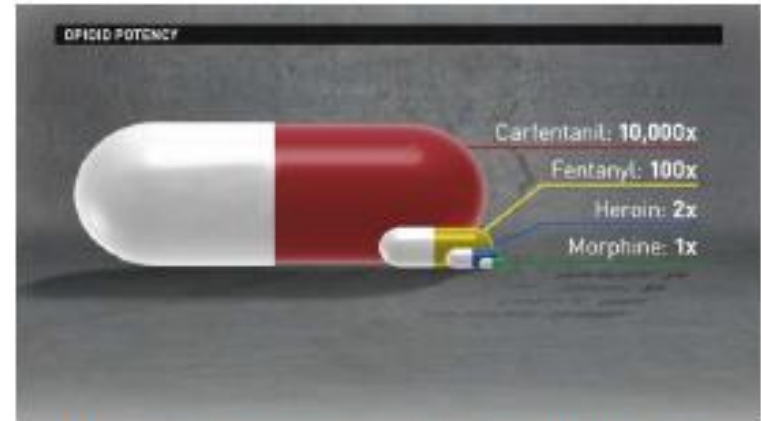 OPIOID POTENCY
Carfentanil: 10,000x
Fentanyl: 100x
Heroin: 2x
Morphine: 1x